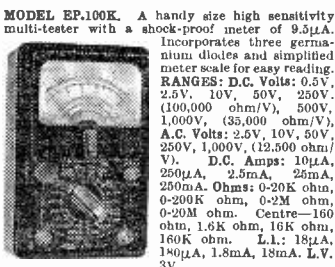 MODEL EP.100K. A handy size high sensitivity
multi-tester with a shock-proof meter of 9.5µA.
Incorporates three germa-
nium diodes and simplified
meter scale for easy reading.
RANGES: D.C. Volts: 0.5V,
2.5V, 10V, 50V, 250V.
(100,000 ohm/V), 500V,
1,000V, (35,000 ohm/V),
A.C. Volts: 2.5V, 10V, 50V,
250V, 1,000V, (12,500 ohm/
V). D.C. Amps: 10µA,
250µA, 2.5mA, 25mA,
250mA. Ohms: 0-20K ohm,
0-200K ohm, 0-2M ohm,
0-20M ohm. Centre—160
ohm, 1.6K ohm, 16K ohm,
160K ohm. L.I.: 18µA,
180µA, 1.8mA, 18mA. L.V.
3V.